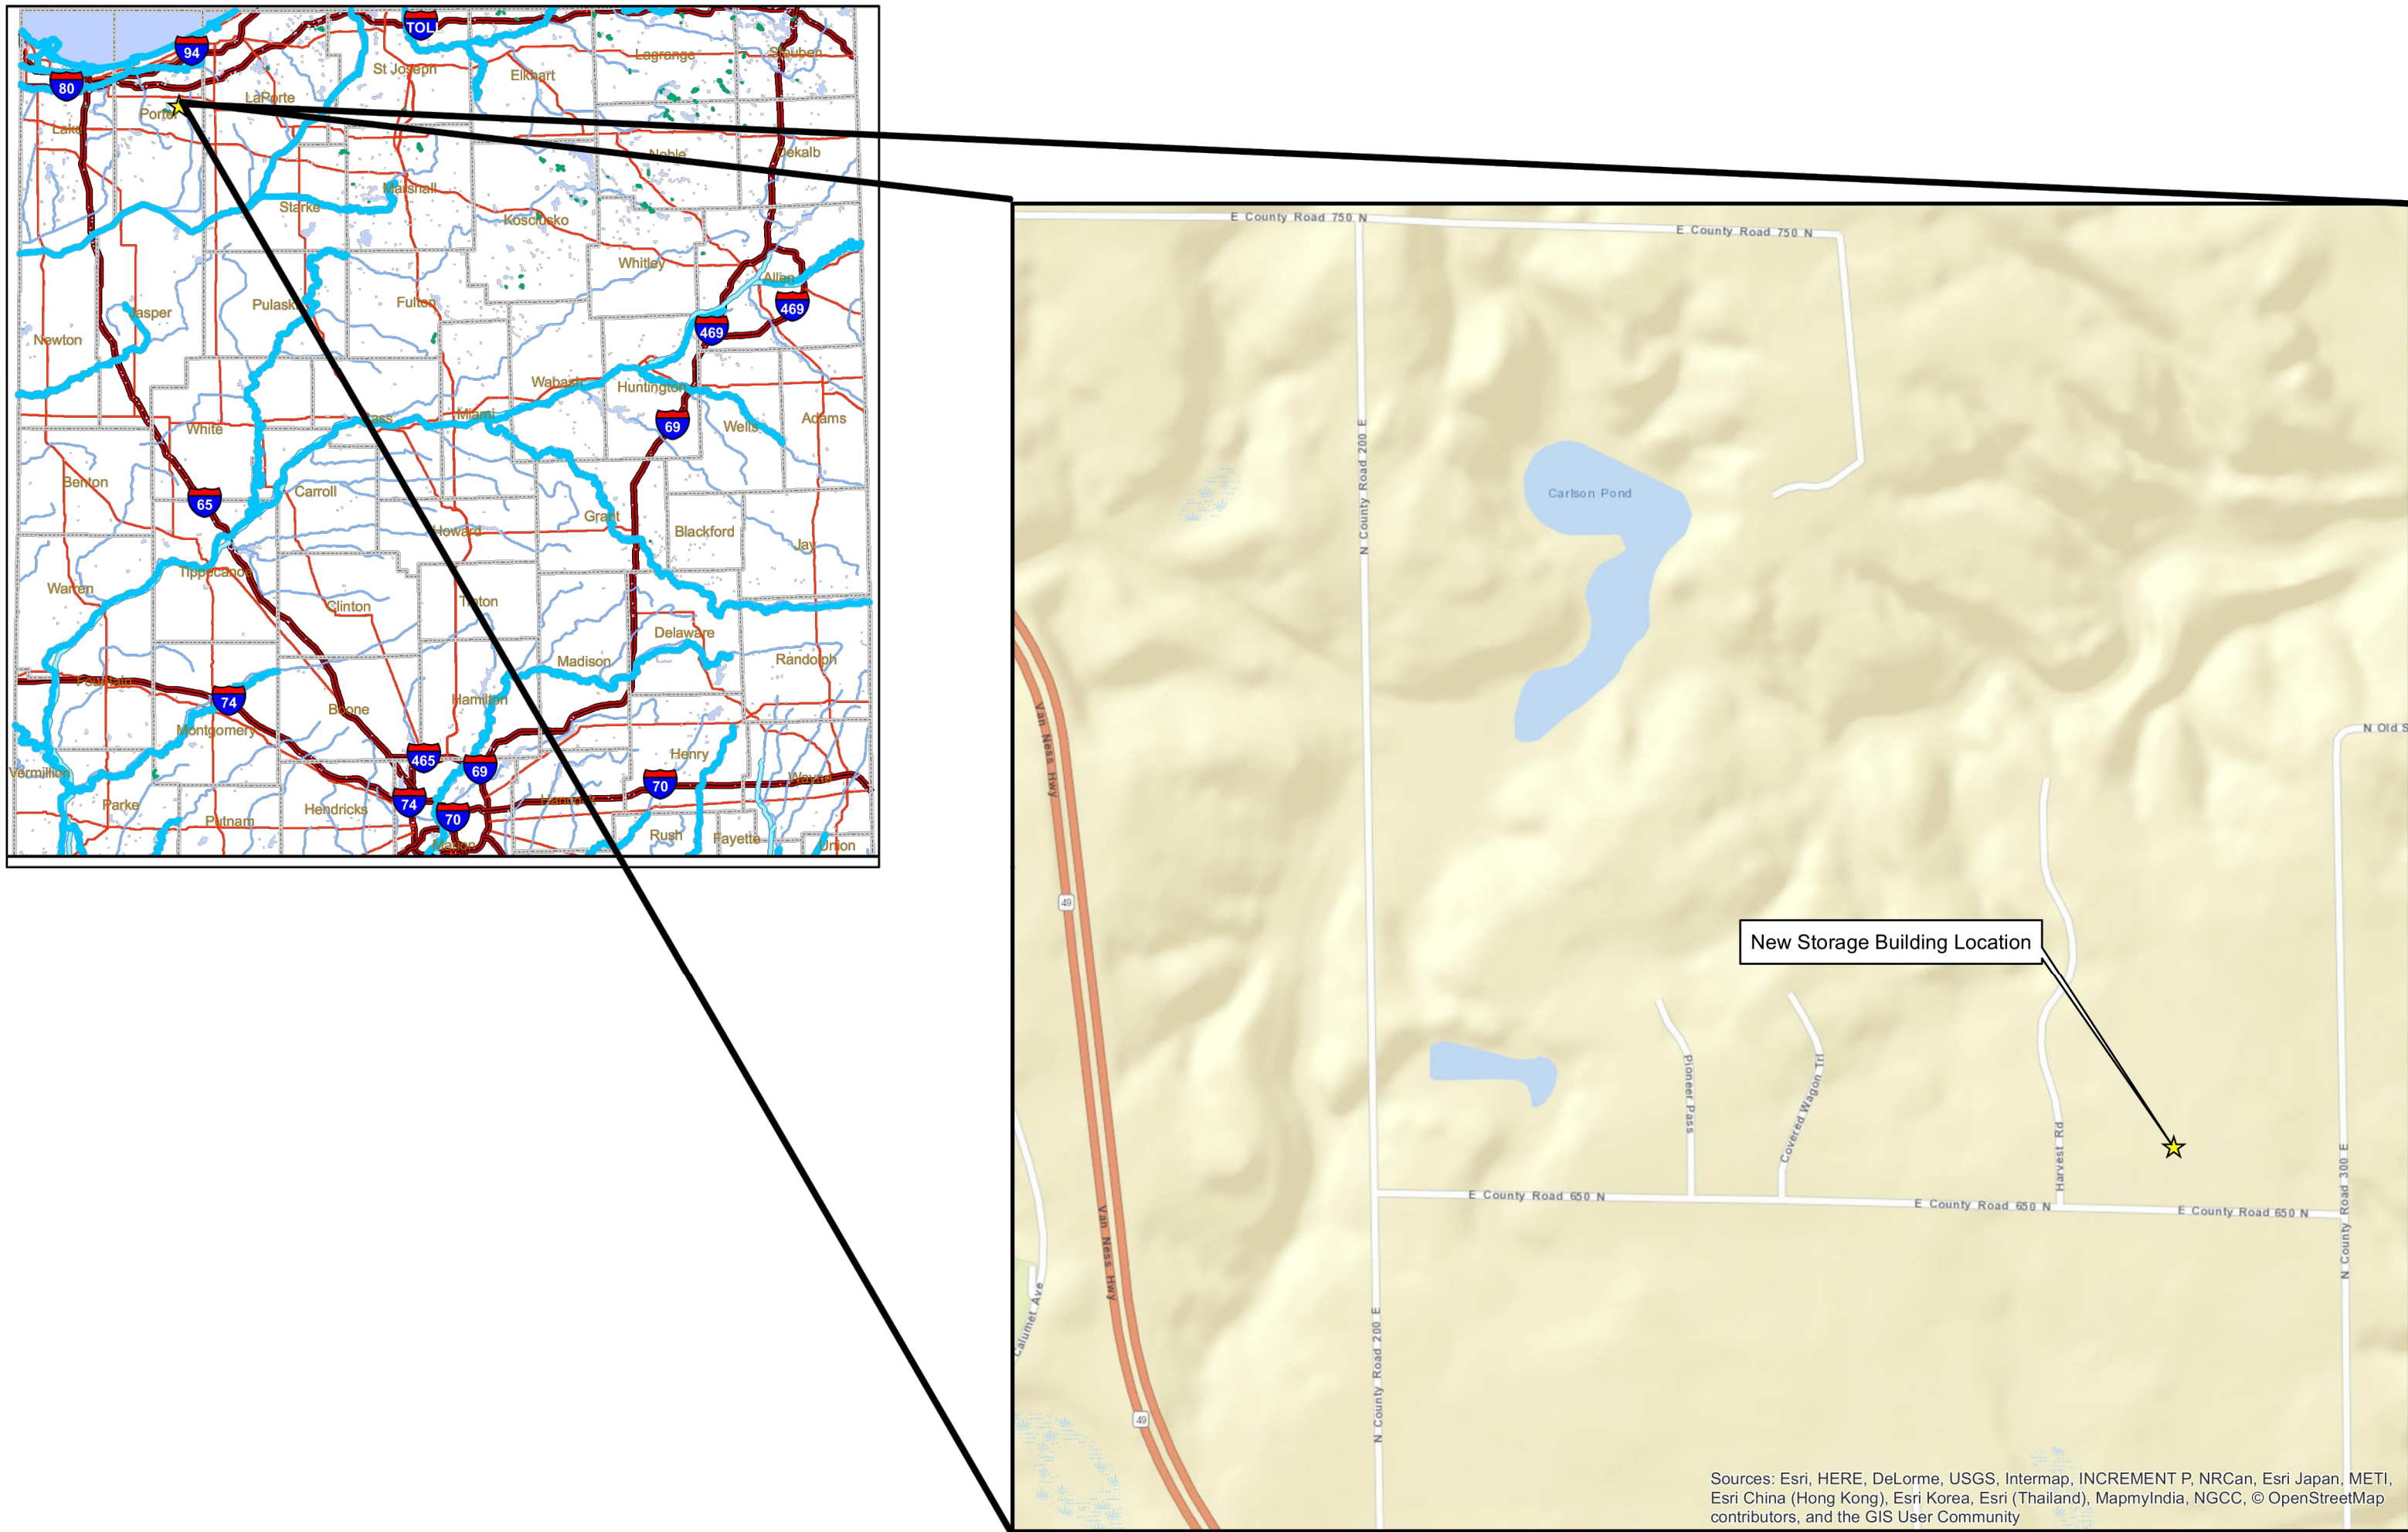 TOL
94
80
Steuben
Lagrange
St Joseph
Elkhart
LaPorte
Porter
Lake
Noble
Dekalb
Marshall
Starke
Kosciusko
Whitley
Allen
469
469
Pulaski
Fulton
Jasper
Newton
Wabash
Huntington
Cass
Miami
69
Wells
Adams
White
Benton
65
Carroll
Grant
Howard
Blackford
Jay
Tippecanoe
Warren
Clinton
Tipton
Delaware
Madison
Randolph
Fountain
74
Hamilton
Boone
Montgomery
465
69
Henry
Vermillion
70
Wayne
Parke
74
Hancock
Hendricks
70
Putnam
Rush
Fayette
Marion
Union
E County Road 750 N
E County Road 750 N
N County Road 200 E
Carlson Pond
Van Ness Hwy
N Old S
49
New Storage Building Location
Pioneer Pass
Covered Wagon Trl
Harvest Rd
E County Road 650 N
E County Road 650 N
E County Road 650 N
N County Road 300 E
Van Ness Hwy
Calumet Ave
N County Road 200 E
49
Sources: Esri, HERE, DeLorme, USGS, Intermap, INCREMENT P, NRCan, Esri Japan, METI,
Esri China (Hong Kong), Esri Korea, Esri (Thailand), MapmyIndia, NGCC, © OpenStreetMap
contributors, and the GIS User Community